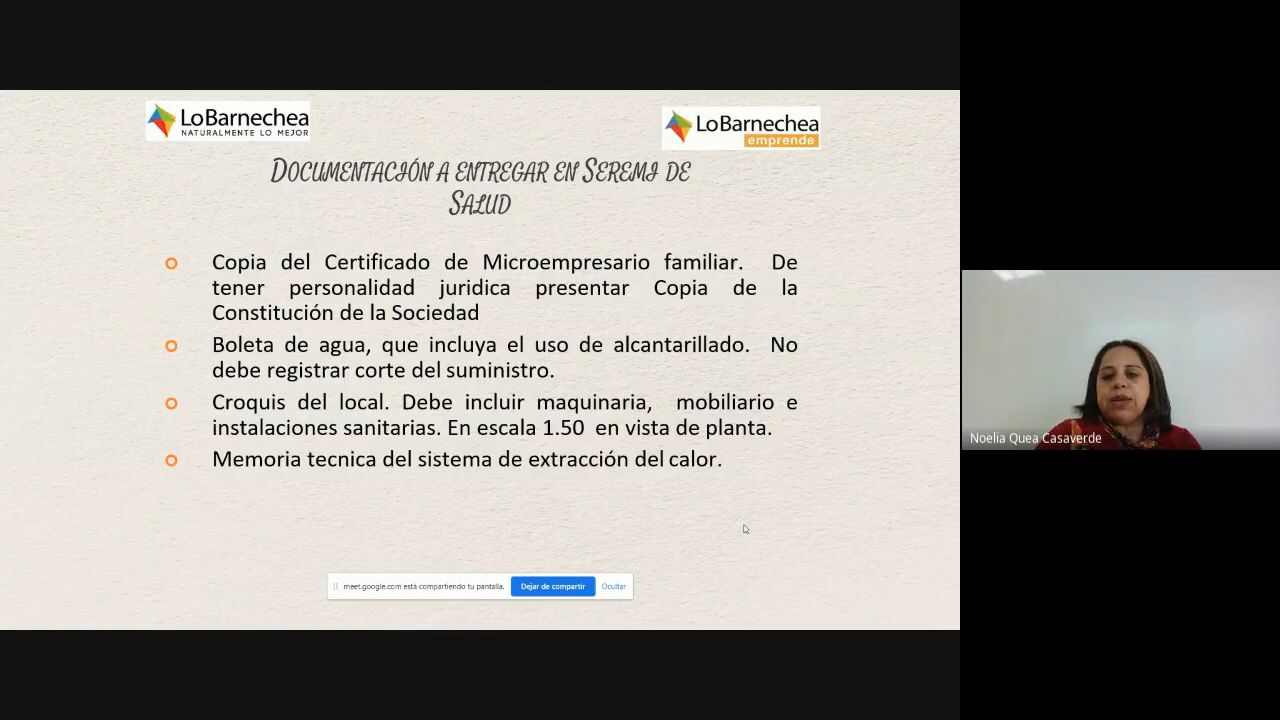 LoBarnechea
NATURALMENTE LO MEJOR
LoBarnechea
emprende
DOCUMENTACIÓN A ENTREGAR EN SEREMI DE
SALUD
Copia del Certificado de Microempresario familiar. De
tener personalidad juridica presentar Copia de la
Constitución de la Sociedad
Boleta de agua, que incluya el uso de alcantarillado. No
debe registrar corte del suministro.
Croquis del local. Debe incluir maquinaria, mobiliario e
instalaciones sanitarias. En escala 1.50 en vista de planta.
Memoria tecnica del sistema de extracción del calor.
meet.google.com está compartiendo tu pantalla.
Dejar de compartir
Ocultar
Noelia Quea Casaverde